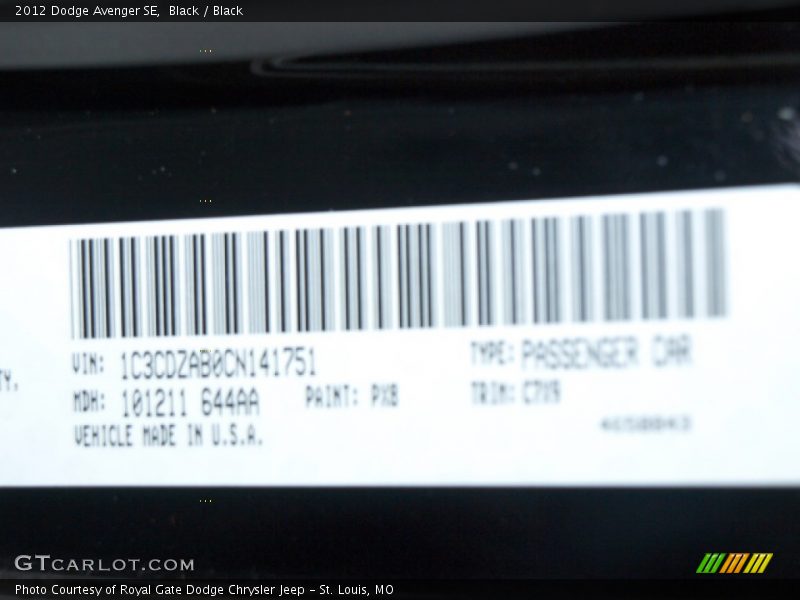 2012 Dodge Avenger SE,  Black / Black
TY.
VIN: 1C3CDZAB0CN141751
TYPE: PASSENGER CAR
MDH: 101211 644AA
PAINT: PX8
TRIM: C7X9
VEHICLE MADE IN U.S.A.
GTCARLOT.COM
Photo Courtesy of Royal Gate Dodge Chrysler Jeep – St. Louis, MO